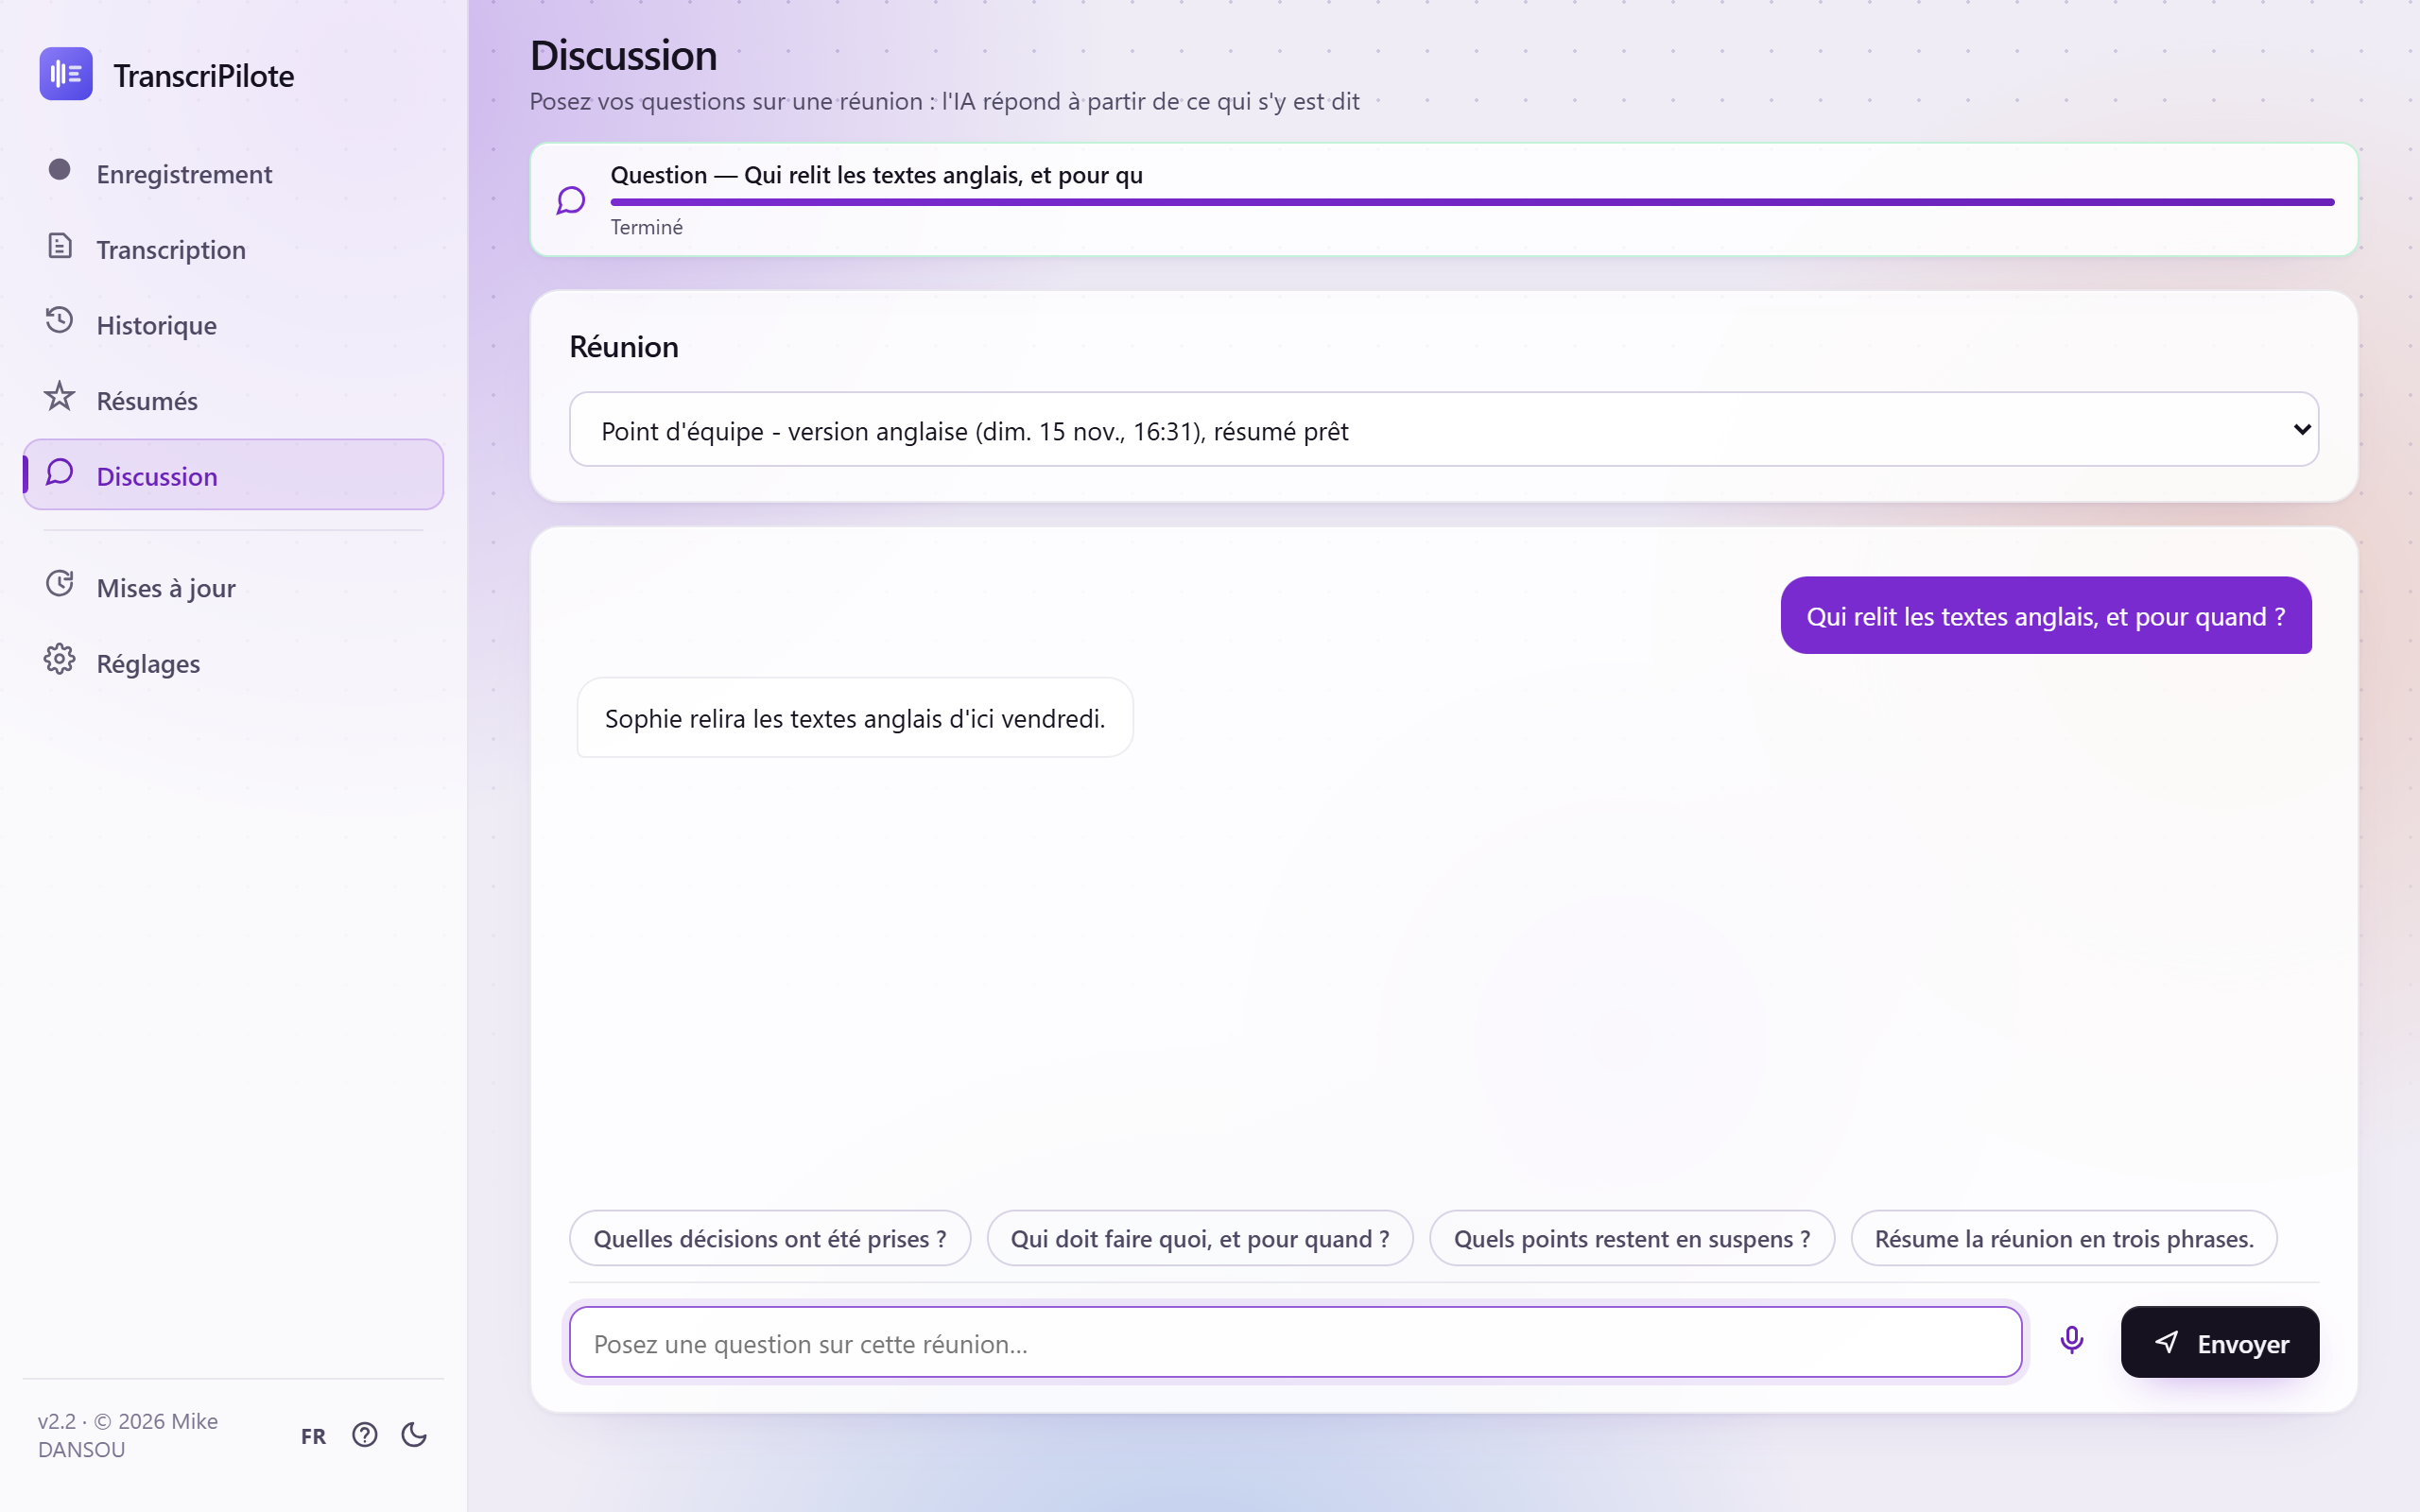 TranscriPilote
Enregistrement
Transcription
Historique
Résumés
Discussion
Mises à jour
Réglages
v2.2 · © 2026 Mike
DANSOU
FR
Discussion
Posez vos questions sur une réunion : l'IA répond à partir de ce qui s'y est dit
Question — Qui relit les textes anglais, et pour qu
Terminé
Réunion
Point d'équipe - version anglaise (dim. 15 nov., 16:31), résumé prêt
Qui relit les textes anglais, et pour quand ?
Sophie relira les textes anglais d'ici vendredi.
Quelles décisions ont été prises ?
Qui doit faire quoi, et pour quand ?
Quels points restent en suspens ?
Résume la réunion en trois phrases.
Posez une question sur cette réunion...
Envoyer